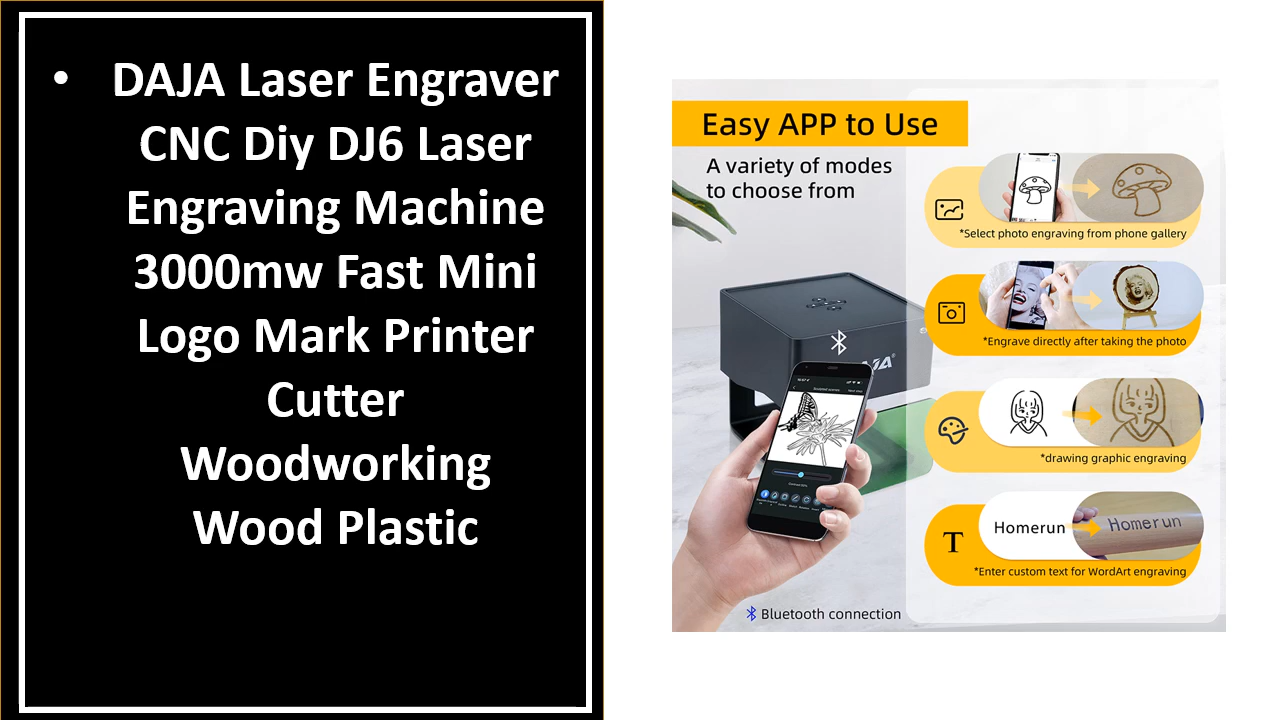 • DAJA Laser Engraver
CNC Diy DJ6 Laser
Engraving Machine
3000mw Fast Mini
Logo Mark Printer
Cutter
Woodworking
Wood Plastic
Easy APP to Use
A variety of modes
to choose from
*Select photo engraving from phone gallery
*Engrave directly after taking the photo
*drawing graphic engraving
T
Homerun
Homerun
*Enter custom text for WordArt engraving
Bluetooth connection